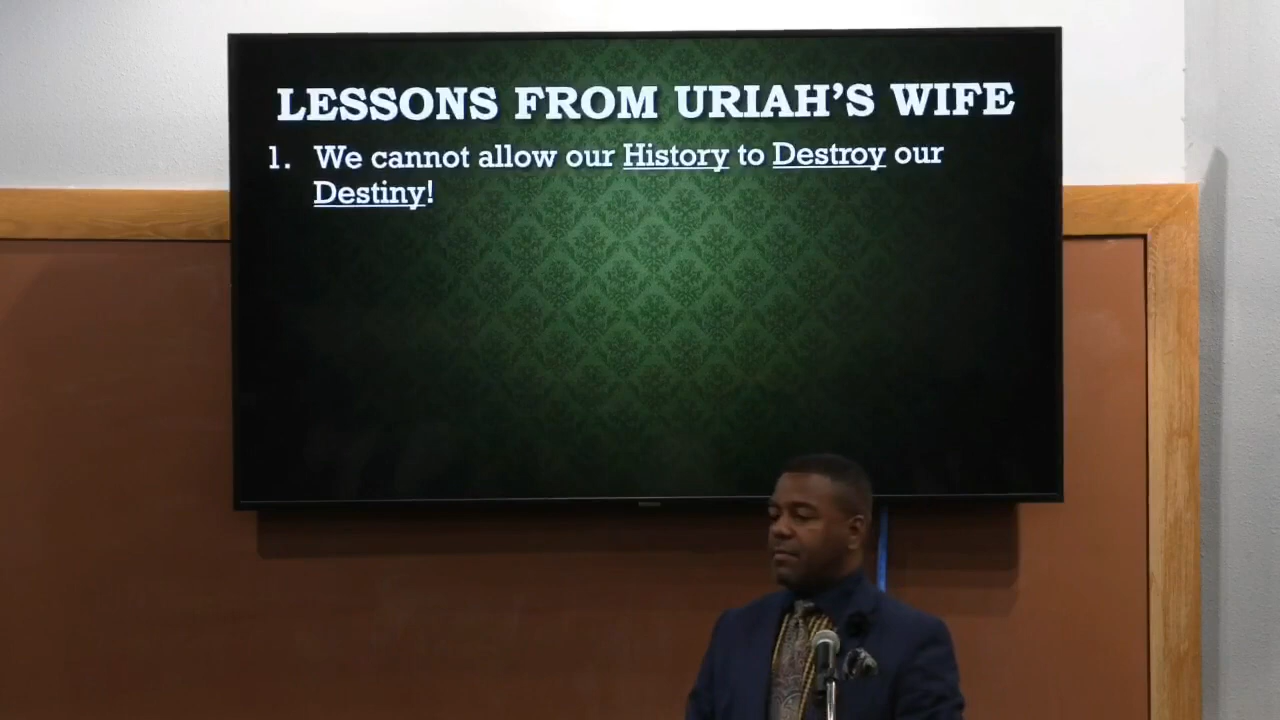 LESSONS FROM URIAH'S WIFE
1. We cannot allow our History to Destroy our
Destiny!